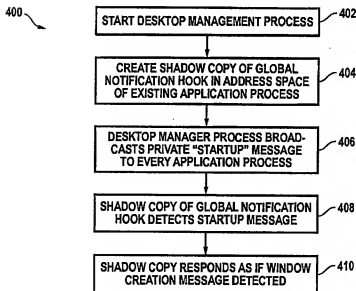 400
START DESKTOP MANAGEMENT PROCESS
402
CREATE SHADOW COPY OF GLOBAL
NOTIFICATION HOOK IN ADDRESS SPACE
OF EXISTING APPLICATION PROCESS
404
DESKTOP MANAGER PROCESS BROAD-
CASTS PRIVATE "STARTUP" MESSAGE
TO EVERY APPLICATION PROCESS
406
SHADOW COPY OF GLOBAL NOTIFICATION
HOOK DETECTS STARTUP MESSAGE
408
SHADOW COPY RESPONDS AS IF WINDOW
CREATION MESSAGE DETECTED
410